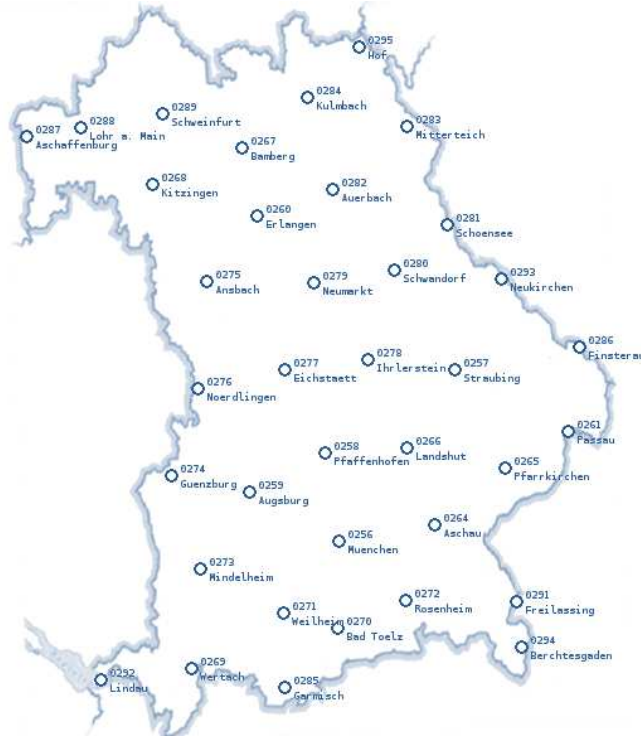 0295
Hof
0284
Kulmbach
0289
Schweinfurt
0288
Lohr a. Main
0283
Mitterteich
0287
Aschaffenburg
0267
Bamberg
0268
Kitzingen
0282
Auerbach
0260
Erlangen
0281
Schoensee
0280
Schwandorf
0275
Ansbach
0279
Neumarkt
0293
Neukirchen
0286
Finsterau
0278
Ihrlerstein
0277
Eichstaett
0257
Straubing
0276
Noerdlingen
0261
Passau
0266
Landshut
0258
Pfaffenhofen
0265
Pfarrkirchen
0274
Guenzburg
0259
Augsburg
0264
Aschau
0256
Muenchen
0273
Mindelheim
0272
Rosenheim
0291
Freilassing
0271
Weilheim
0270
Bad Toelz
0294
Berchtesgaden
0269
Wertach
0292
Lindau
0285
Garmisch